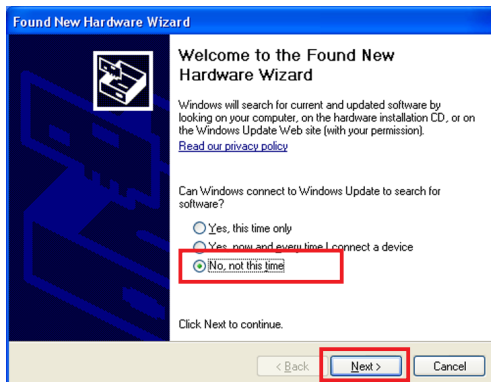 Found New Hardware Wizard
Welcome to the Found New
Hardware Wizard
Windows will search for current and updated software by
looking on your computer, on the hardware installation CD, or on
the Windows Update Web site (with your permission).
Read our privacy policy
Can Windows connect to Windows Update to search for
software?
Yes, this time only
Yes, now and every time I connect a device
No, not this time
Click Next to continue.
< Back Next > Cancel